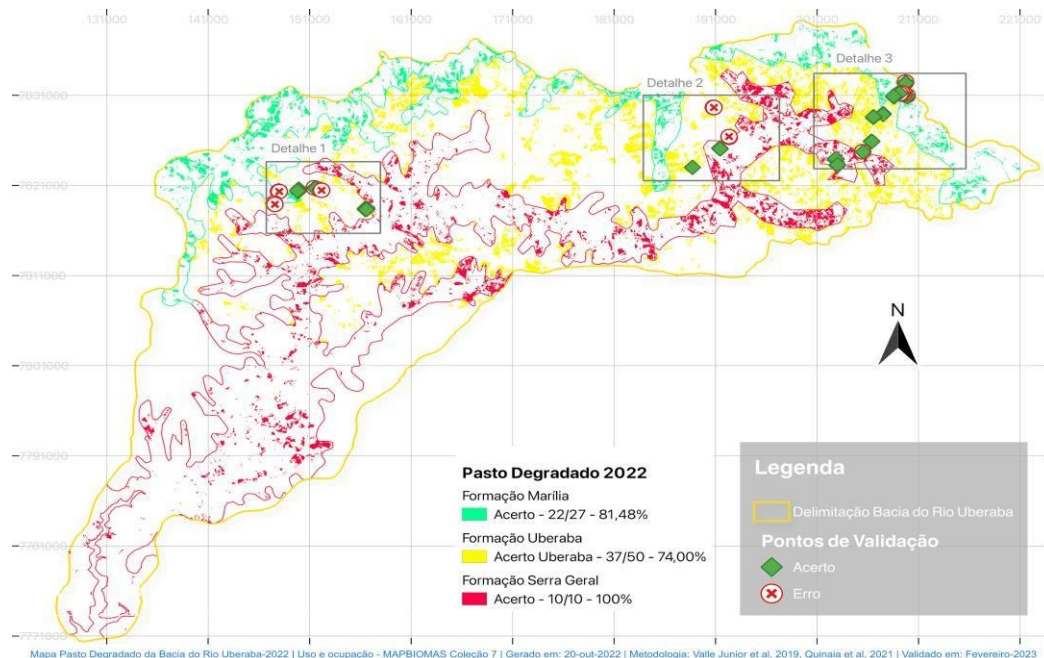 131000 141000 151000 161000 171000 181000 191000 201000 211000 221000
Detalhe 3
Detalhe 2
7831000
Detalhe 1
7821000
7811000
N
7801000
7791000
Pasto Degradado 2022
Formação Marília
Acerto - 22/27 - 81,48%
Formação Uberaba
Acerto Uberaba - 37/50 - 74,00%
Formação Serra Geral
Acerto - 10/10 - 100%
Legenda
Delimitação Bacia do Rio Uberaba
Pontos de Validação
Acerto
Erro
7781000
7771000
Mapa Pasto Degradado da Bacia do Rio Uberaba-2022 | Uso e ocupação - MAPBIOMAS Coleção 7 | Gerado em: 20-out-2022 | Metodologia: Valle Junior et al, 2019, Quinaia et al, 2021 | Validado em: Fevereiro-2023